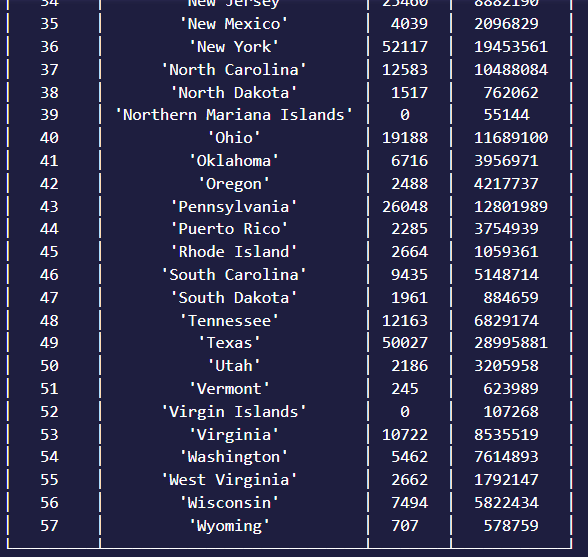 34 'New Jersey' 25460 8882190
35 'New Mexico' 4039 2096829
36 'New York' 52117 19453561
37 'North Carolina' 12583 10488084
38 'North Dakota' 1517 762062
39 'Northern Mariana Islands' 0 55144
40 'Ohio' 19188 11689100
41 'Oklahoma' 6716 3956971
42 'Oregon' 2488 4217737
43 'Pennsylvania' 26048 12801989
44 'Puerto Rico' 2285 3754939
45 'Rhode Island' 2664 1059361
46 'South Carolina' 9435 5148714
47 'South Dakota' 1961 884659
48 'Tennessee' 12163 6829174
49 'Texas' 50027 28995881
50 'Utah' 2186 3205958
51 'Vermont' 245 623989
52 'Virgin Islands' 0 107268
53 'Virginia' 10722 8535519
54 'Washington' 5462 7614893
55 'West Virginia' 2662 1792147
56 'Wisconsin' 7494 5822434
57 'Wyoming' 707 578759